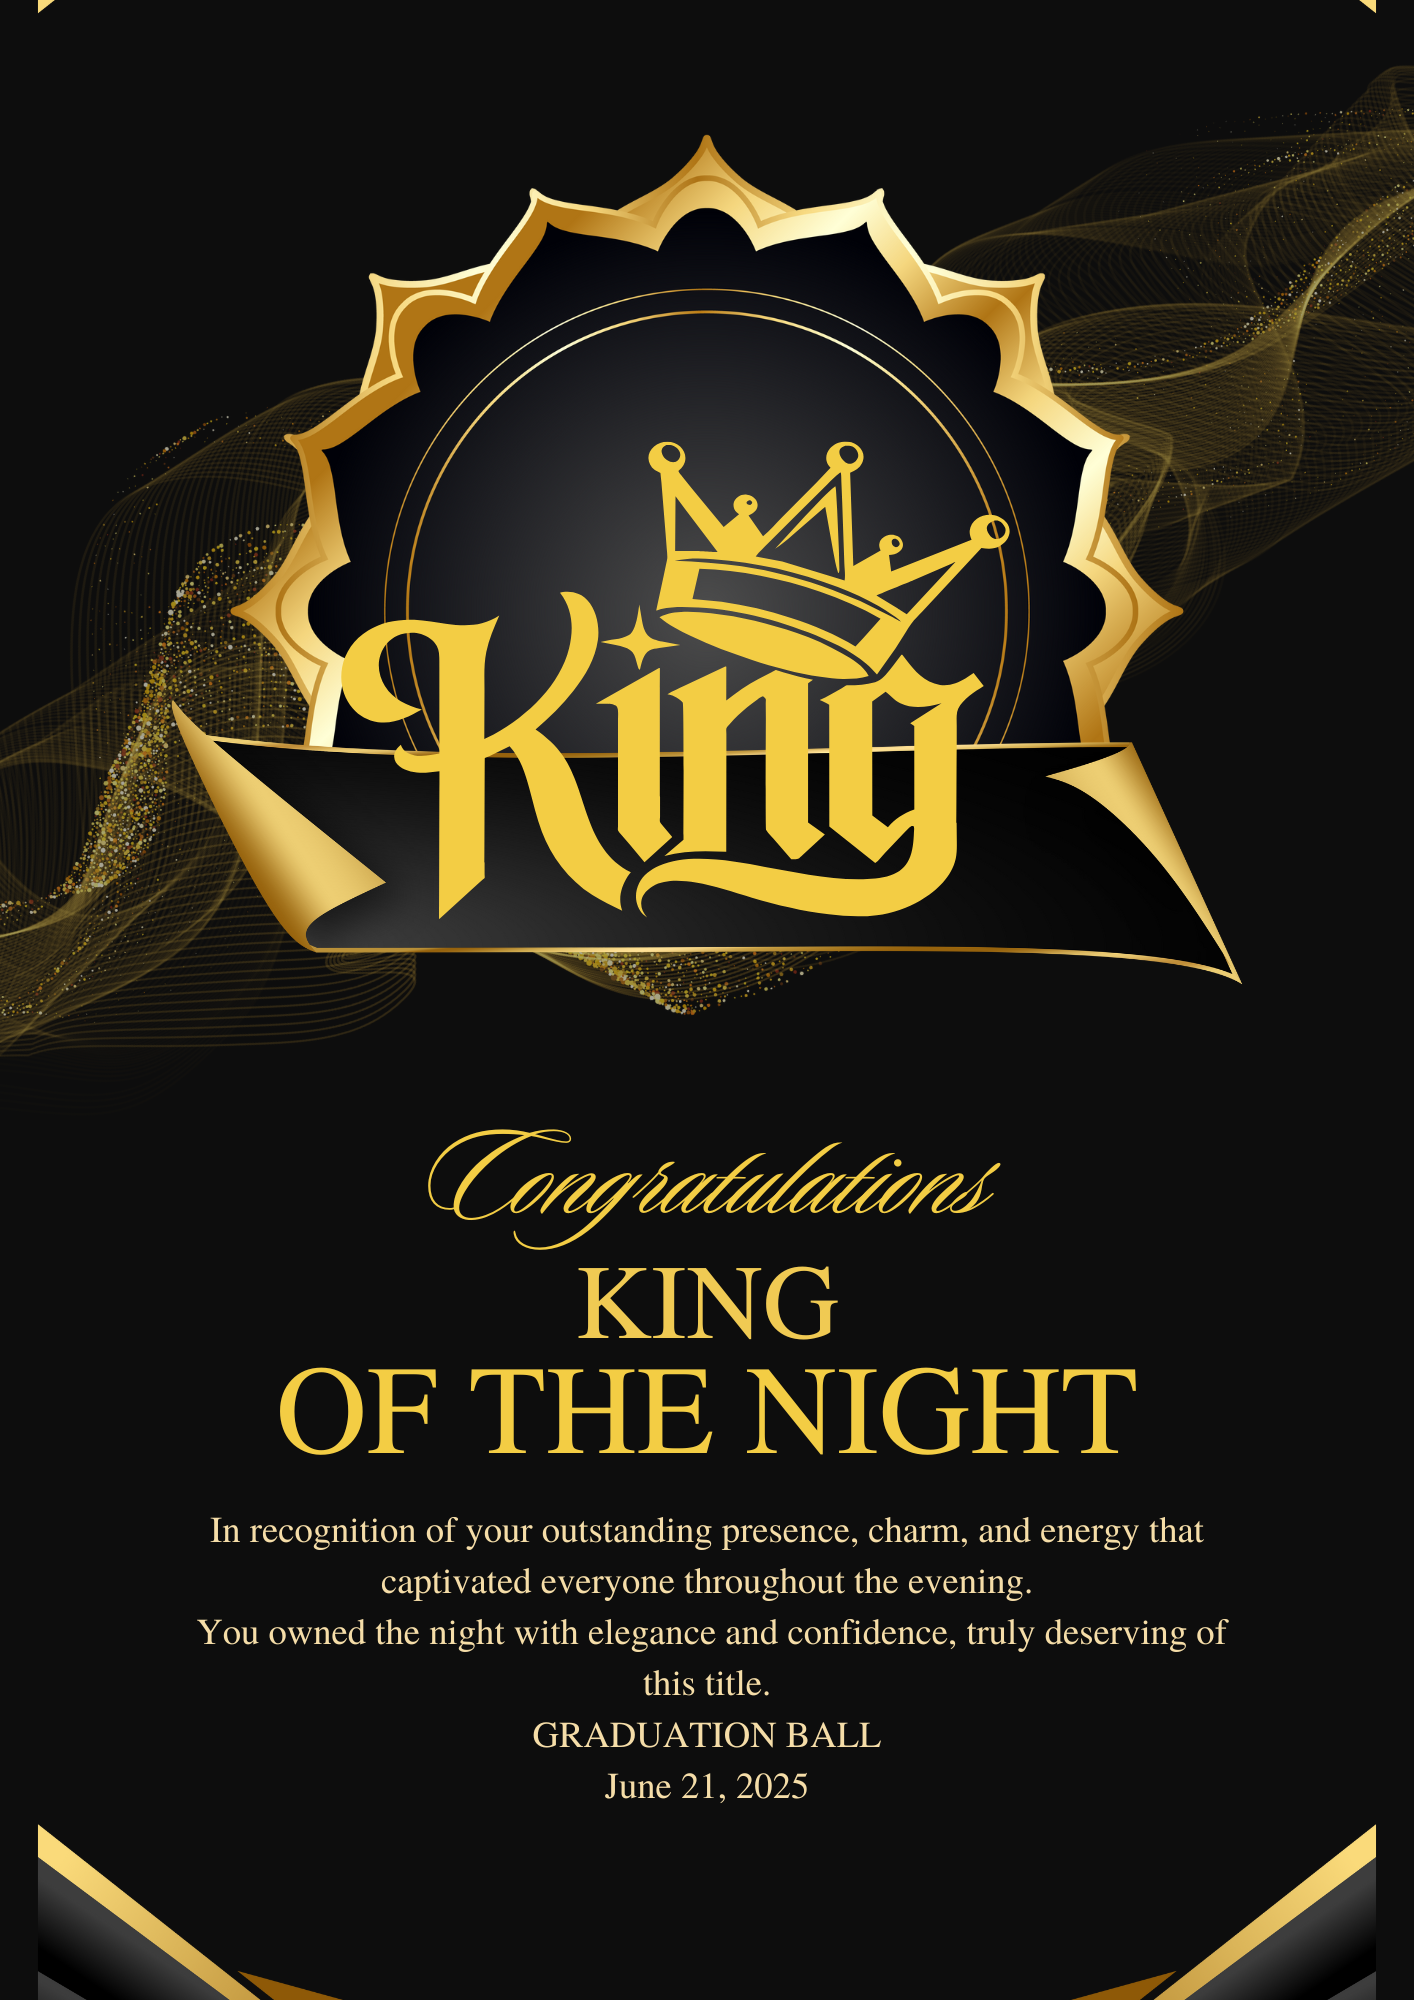 King
Congratulations
KING
OF THE NIGHT
In recognition of your outstanding presence, charm, and energy that
captivated everyone throughout the evening.
You owned the night with elegance and confidence, truly deserving of
this title.
GRADUATION BALL
June 21, 2025